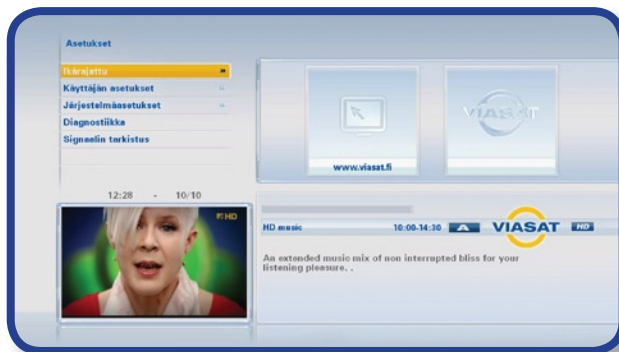 Asetukset
Ikärajattu
Käyttäjän asetukset
Järjestelmäasetukset
Diagnostiikka
Signaalin tarkistus
www.viasat.fi
VIASAT
12:28 - 10/10
HD
HD music 10:00-14:30 A VIASAT HD
An extended music mix of non interrupted bliss for your
listening pleasure. .